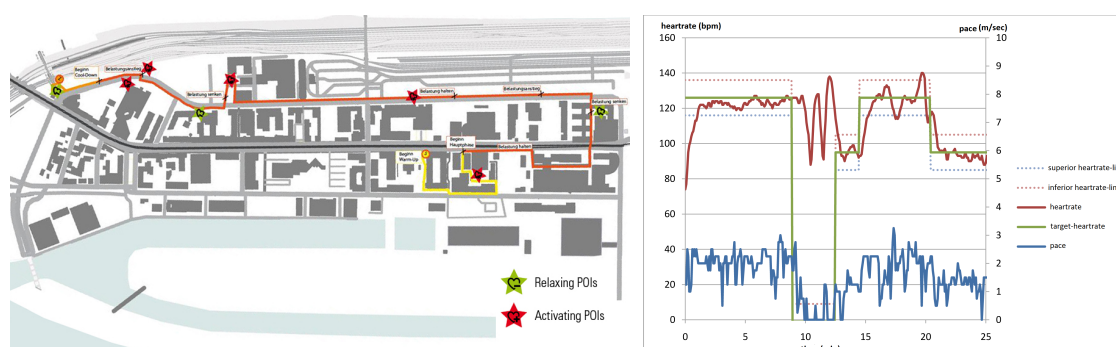 Beginn
Cool-Down
Belastungsanstieg
Belastung senken
Belastung halten
Belastungsanstieg
Belastung senken
Beginn
Warm-Up
Beginn
Hauptphase
Belastung halten
Relaxing POIs
Activating POIs
heartrate (bpm)
pace (m/sec)
160
140
120
100
80
60
40
20
0
10
9
8
7
6
5
4
3
2
1
0
0
5
10
15
20
25
superior heartrate-li
inferior heartrate-lin
heartrate
target-heartrate
pace